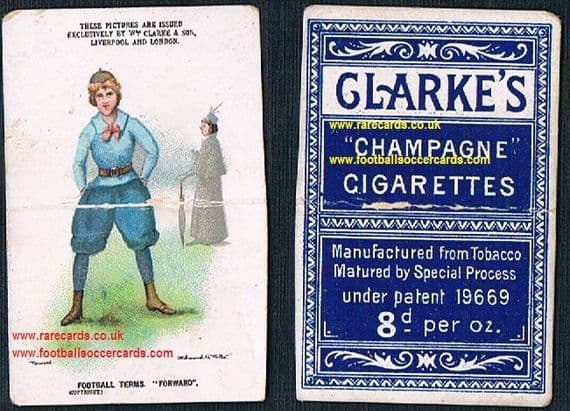 THESE PICTURES ARE ISSUED
EXCLUSIVELY BY WM CLARKE & SON,
LIVERPOOL AND LONDON.
www.rarecards.co.uk
www.footballsoccercards.com
"Forward"
FOOTBALL TERMS. "FORWARD",
(COPYRIGHT.)
CLARKE'S
www.rarecards.co.uk
"CHAMPAGNE"
www.footballsoccercards.com
CIGARETTES
Manufactured from Tobacco
Matured by Special Process
under patent 19669
8d per oz.